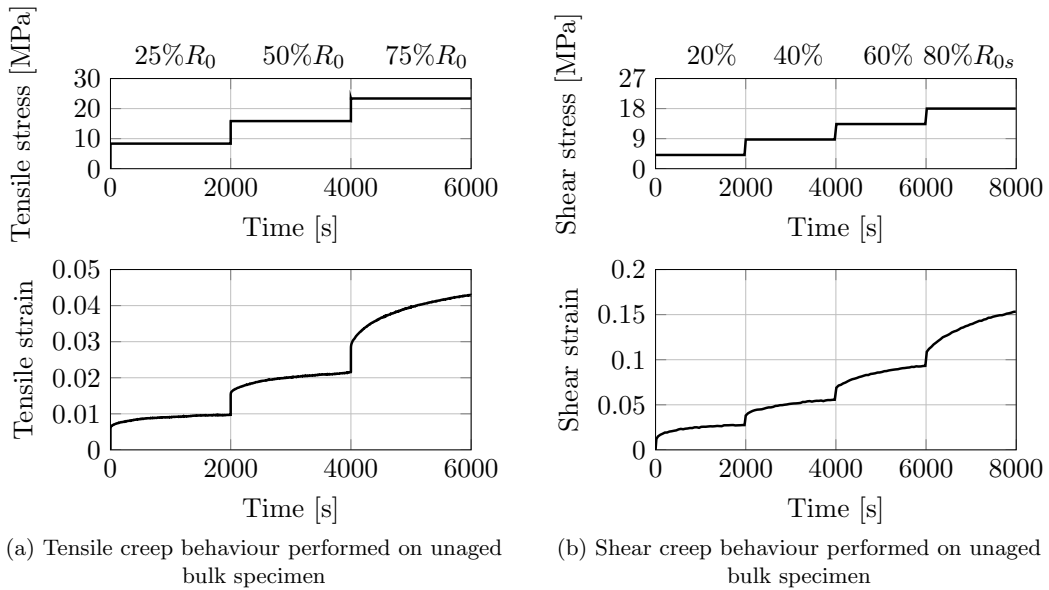 25%R0 50%R0 75%R0
Tensile stress [MPa]
30
20
10
0
0 2000 4000 6000
Time [s]
Tensile strain
0.05
0.04
0.03
0.02
0.01
0
0 2000 4000 6000
Time [s]
(a) Tensile creep behaviour performed on unaged
bulk specimen
20% 40% 60% 80%R0s
Shear stress [MPa]
27
18
9
0
0 2000 4000 6000 8000
Time [s]
Shear strain
0.2
0.15
0.1
0.05
0
0 2000 4000 6000 8000
Time [s]
(b) Shear creep behaviour performed on unaged
bulk specimen